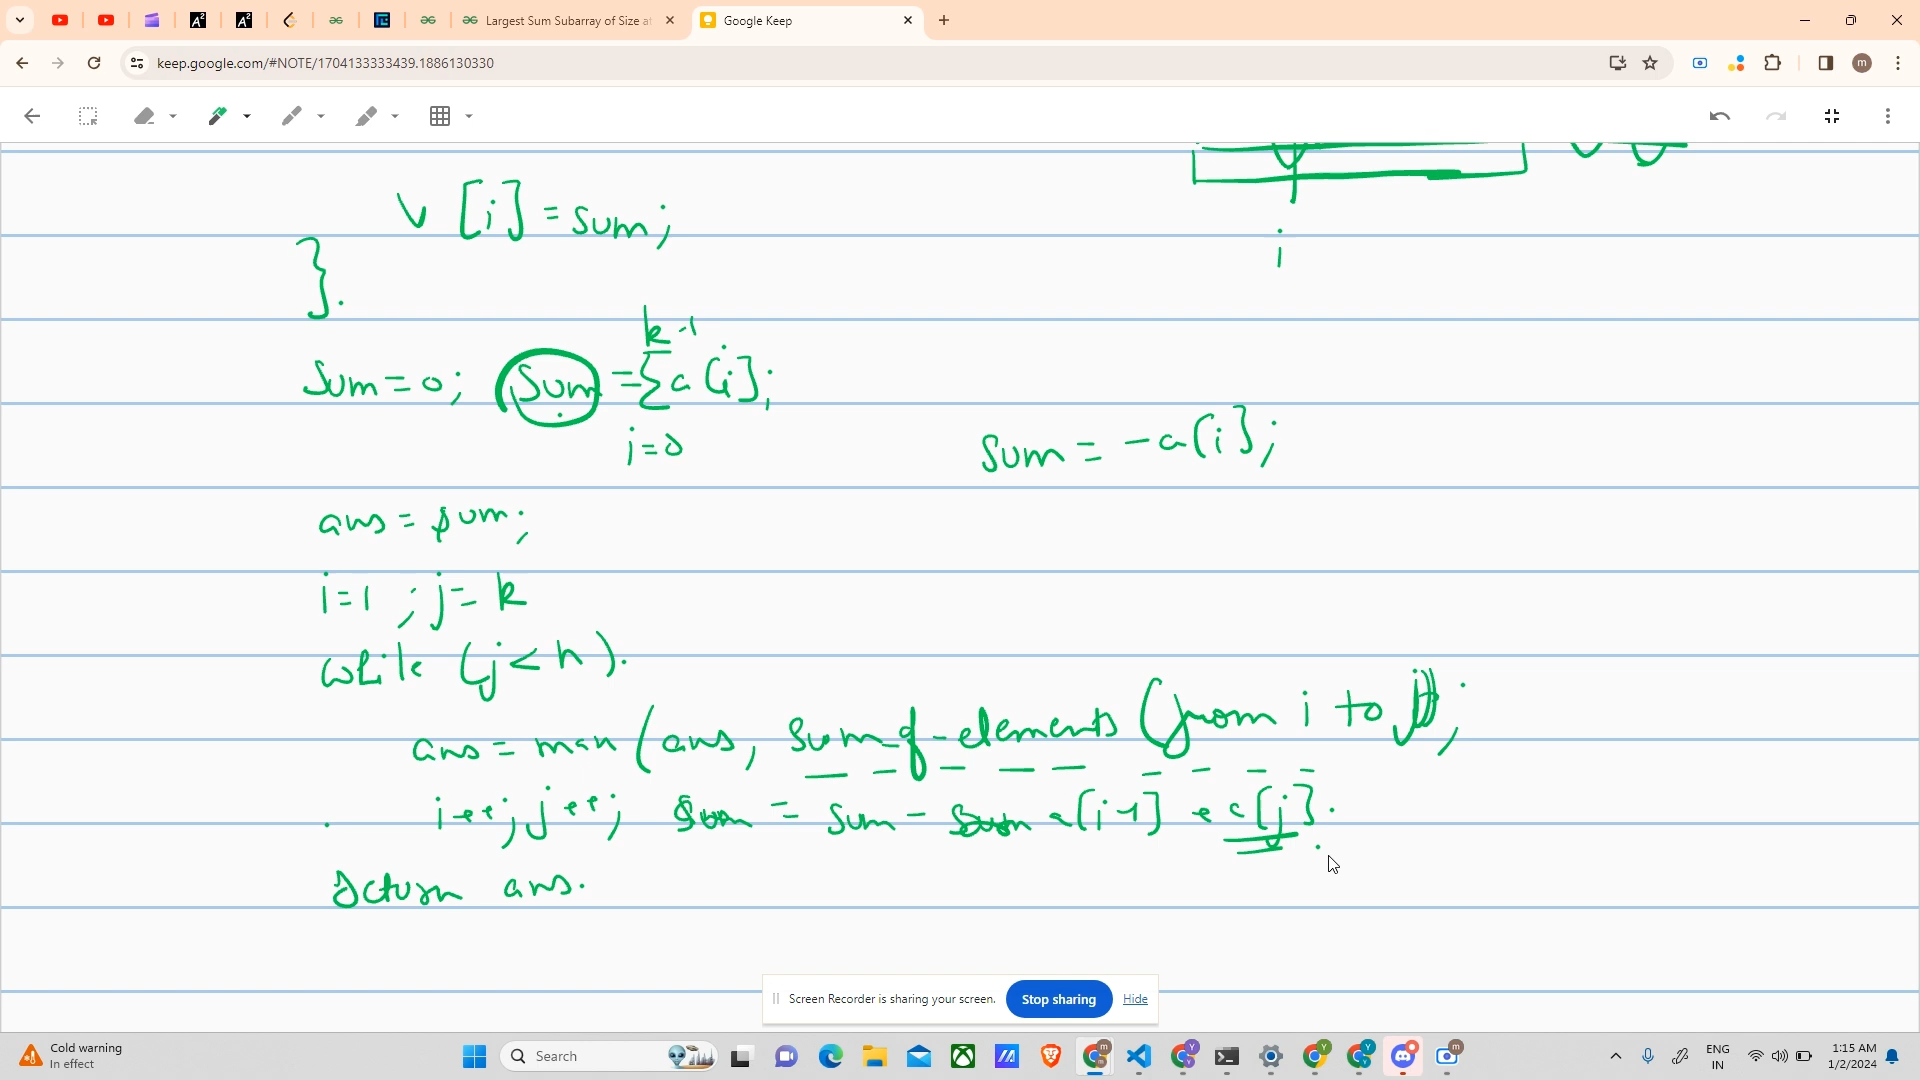 Largest Sum Subarray of Size at
Google Keep
keep.google.com/#NOTE/1704133333439.1886130330
m
v [i] = sum;
i
}.
k-1
Sum = 0; Sum = Σ a[i];
i=0
Sum = -a[i];
ans = sum;
i=1 ; j= k
while (j < n).
ans = max (ans, sum_of-elements (from i to j);
i++; j++; Sum = Sum - a[i-1] + a[j].
return ans.
Screen Recorder is sharing your screen. Stop sharing Hide
Cold warning
In effect
Search
ENG
IN
1:15 AM
1/2/2024